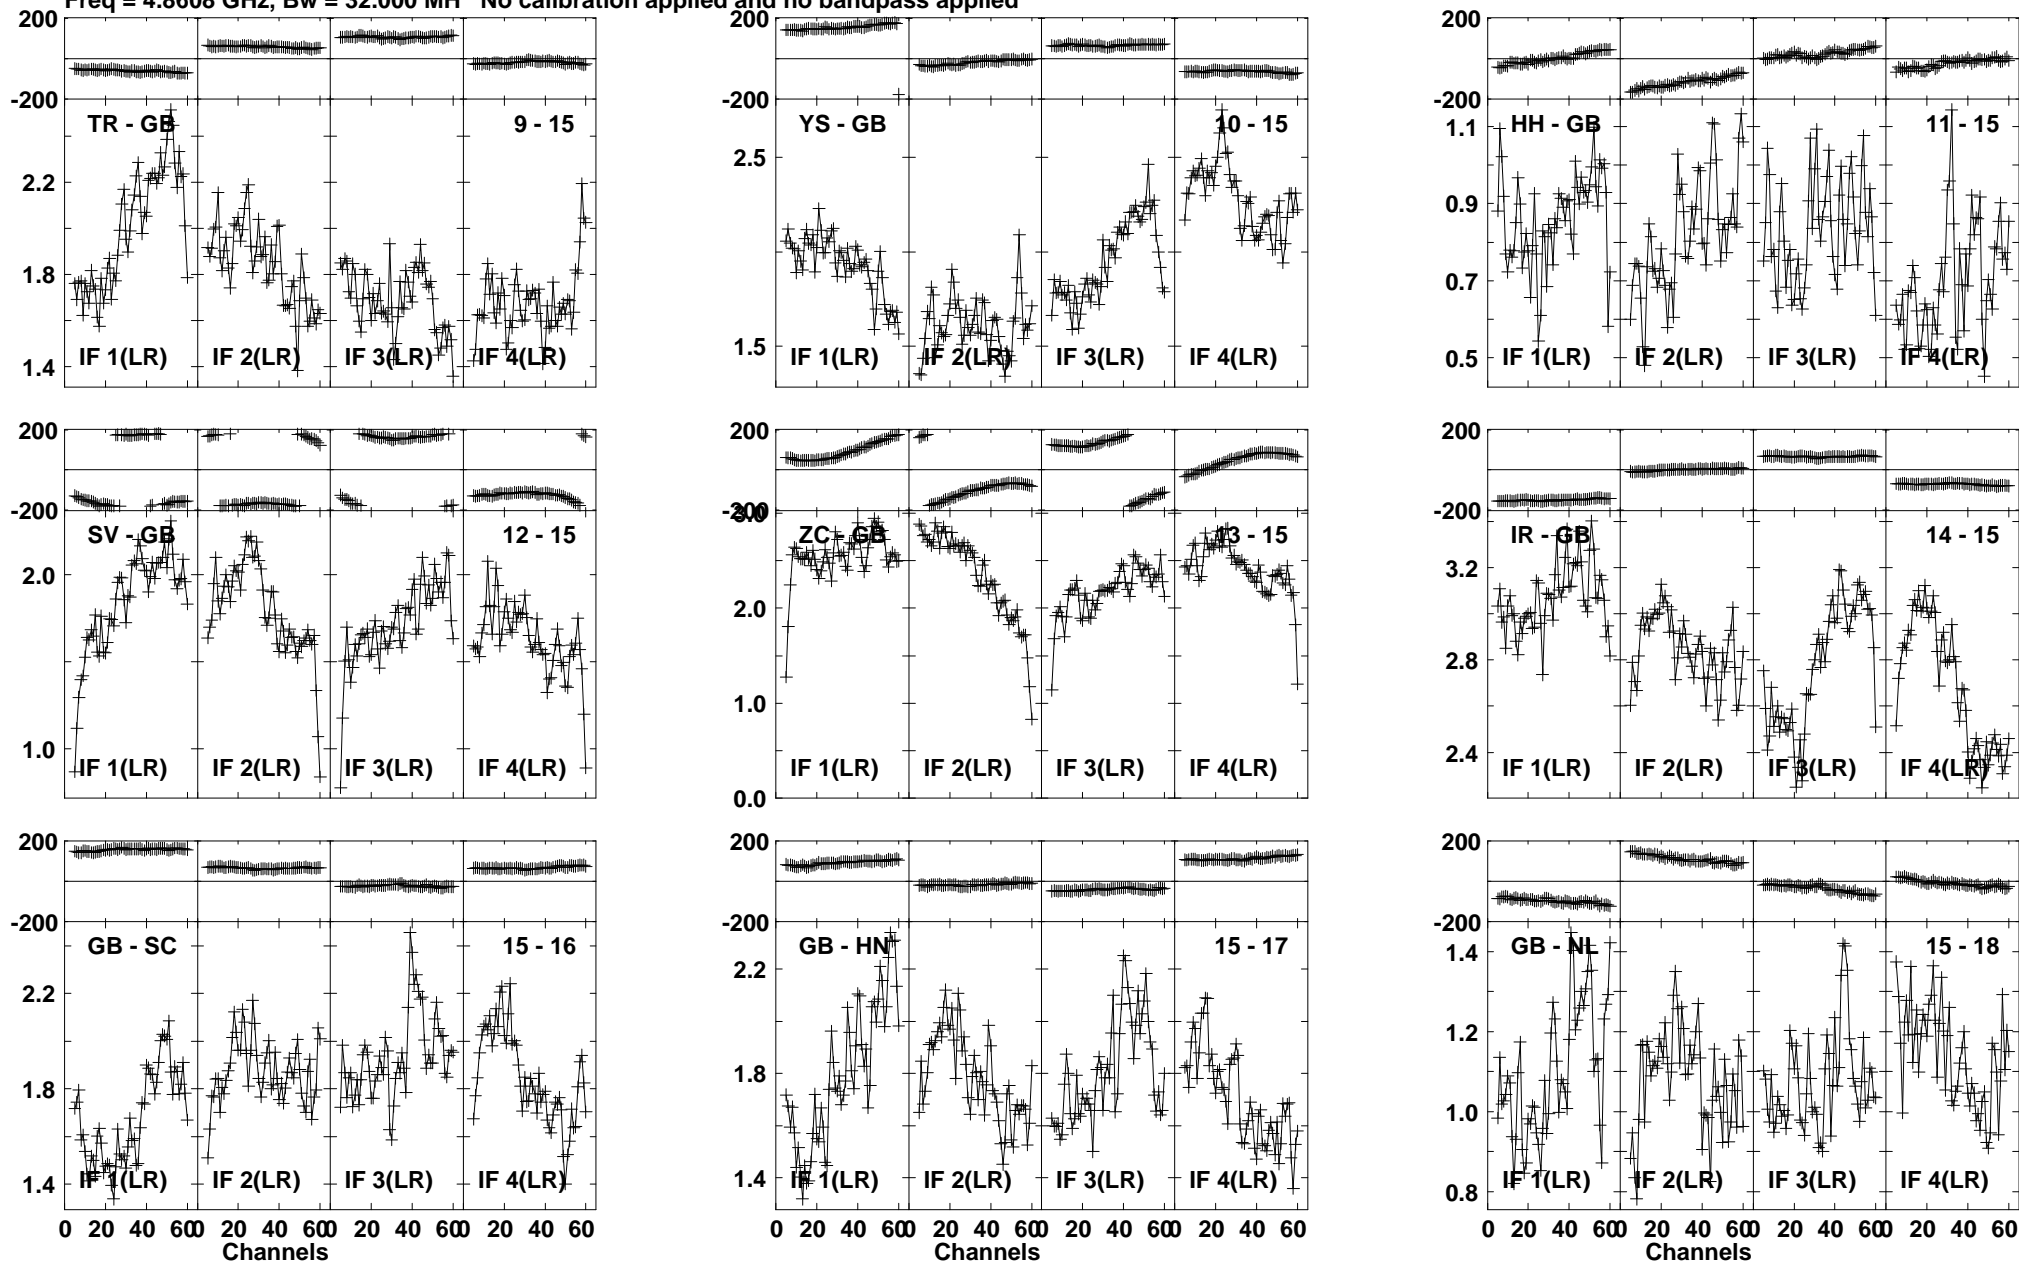 Freq = 4.8608 GHz, Bw = 32.000 MH No calibration applied and no bandpass applied
200 200 200
-200 -200 -200
TR - GB 9 - 15 YS - GB 10 - 15 HH - GB 11 - 15
2.5 1.1
2.2
0.9
1.8
0.7
1.5
1.4 0.5
IF 1(LR) IF 2(LR) IF 3(LR) IF 4(LR) IF 1(LR) IF 2(LR) IF 3(LR) IF 4(LR) IF 1(LR) IF 2(LR) IF 3(LR) IF 4(LR)
200 200 200
-200 -200 -200
3.0
SV - GB 12 - 15 ZC - GB 13 - 15 IR - GB 14 - 15
2.0 3.2
2.0
2.8
1.0
1.0 2.4
IF 1(LR) IF 2(LR) IF 3(LR) IF 4(LR) IF 1(LR) IF 2(LR) IF 3(LR) IF 4(LR) IF 1(LR) IF 2(LR) IF 3(LR) IF 4(LR)
0.0
200 200 200
-200 -200 -200
GB - SC 15 - 16 GB - HN 15 - 17 GB - NL 15 - 18
1.4
2.2 2.2
1.2
1.8 1.8
1.0
1.4 1.4 0.8
IF 1(LR) IF 2(LR) IF 3(LR) IF 4(LR) IF 1(LR) IF 2(LR) IF 3(LR) IF 4(LR) IF 1(LR) IF 2(LR) IF 3(LR) IF 4(LR)
0 20 40 60 0 20 40 60 0 20 40 60 0 20 40 60 0 20 40 60 0 20 40 60 0 20 40 60 0 20 40 60 0 20 40 60 0 20 40 60 0 20 40 60 0 20 40 60
Channels Channels Channels